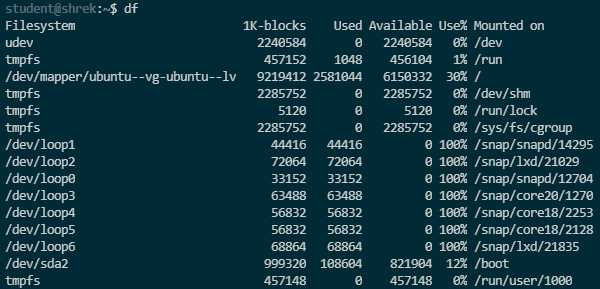 student@shrek:~$ df
Filesystem                        1K-blocks    Used Available Use% Mounted on
udev                                2240584       0   2240584   0% /dev
tmpfs                                457152    1048    456104   1% /run
/dev/mapper/ubuntu--vg-ubuntu--lv   9219412 2581044   6150332  30% /
tmpfs                               2285752       0   2285752   0% /dev/shm
tmpfs                                  5120       0      5120   0% /run/lock
tmpfs                               2285752       0   2285752   0% /sys/fs/cgroup
/dev/loop1                            44416   44416         0 100% /snap/snapd/14295
/dev/loop2                            72064   72064         0 100% /snap/lxd/21029
/dev/loop0                            33152   33152         0 100% /snap/snapd/12704
/dev/loop3                            63488   63488         0 100% /snap/core20/1270
/dev/loop4                            56832   56832         0 100% /snap/core18/2253
/dev/loop5                            56832   56832         0 100% /snap/core18/2128
/dev/loop6                            68864   68864         0 100% /snap/lxd/21835
/dev/sda2                            999320  108604    821904  12% /boot
tmpfs                                457148       0    457148   0% /run/user/1000